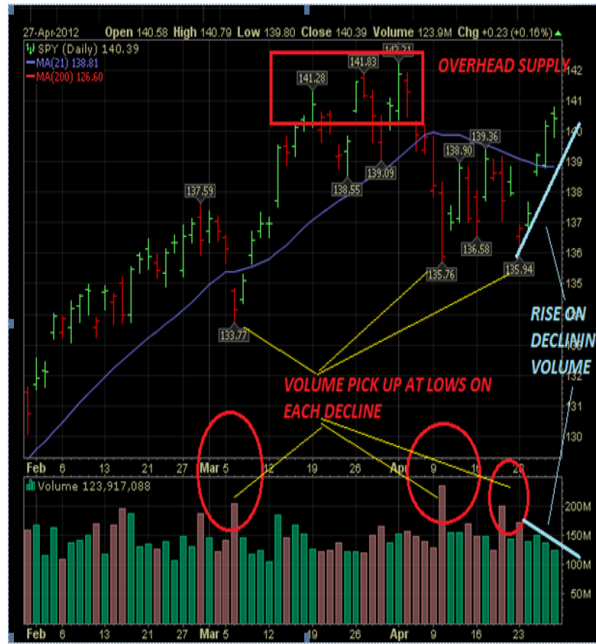 27-Apr-2012 Open 140.58 High 140.79 Low 139.80 Close 140.39 Volume 123.9M Chg +0.23 (+0.16%)
SPY (Daily) 140.39
MA(21) 138.81
MA(200) 126.60
OVERHEAD SUPPLY
142.21
141.83
141.28
139.36
139.09
138.90
138.55
137.59
136.58
135.94
135.76
133.77
142
141
140
139
138
137
136
135
132
131
130
RISE ON
DECLININ
VOLUME
VOLUME PICK UP AT LOWS ON
EACH DECLINE
Feb 6 13 21 27 Mar 5 12 19 26 Apr 9 16 23
Volume 123,917,088
200M
150M
100M
50M
Feb 6 13 21 27 Mar 5 12 19 26 Apr 9 16 23